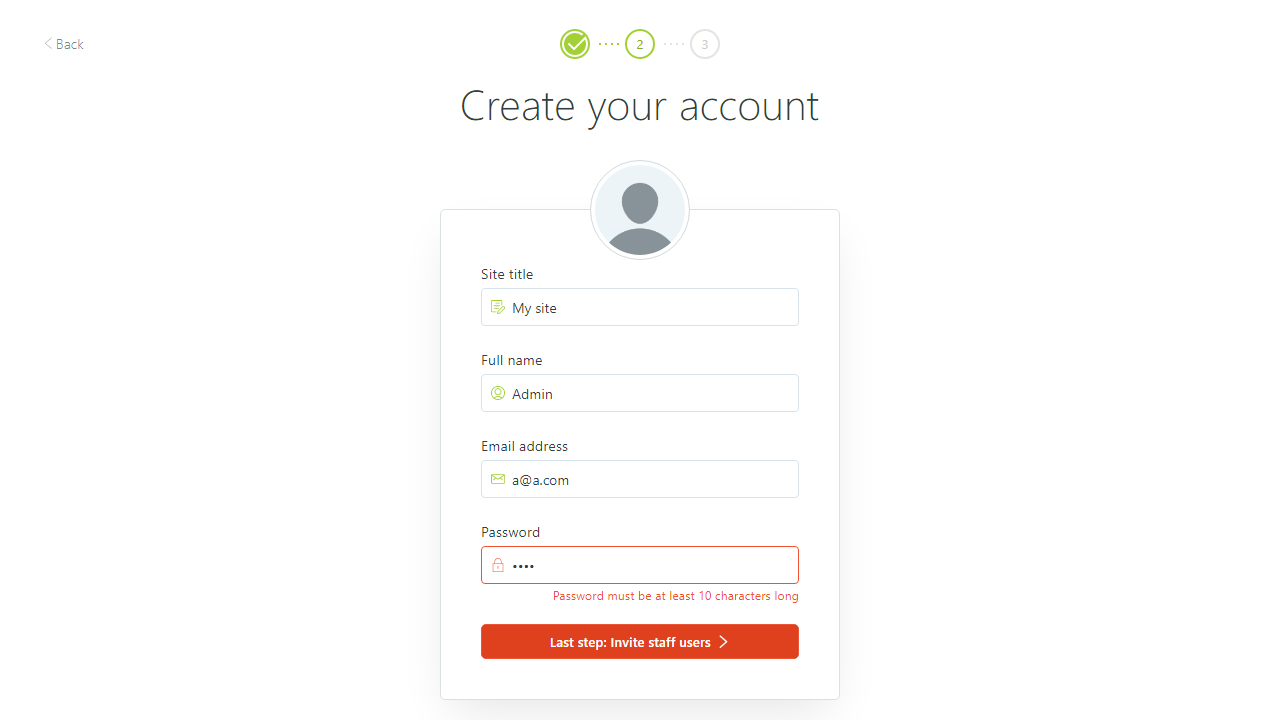 Back
2
3
Create your account
Site title
My site
Full name
Admin
Email address
a@a.com
Password
••••
Password must be at least 10 characters long
Last step: Invite staff users